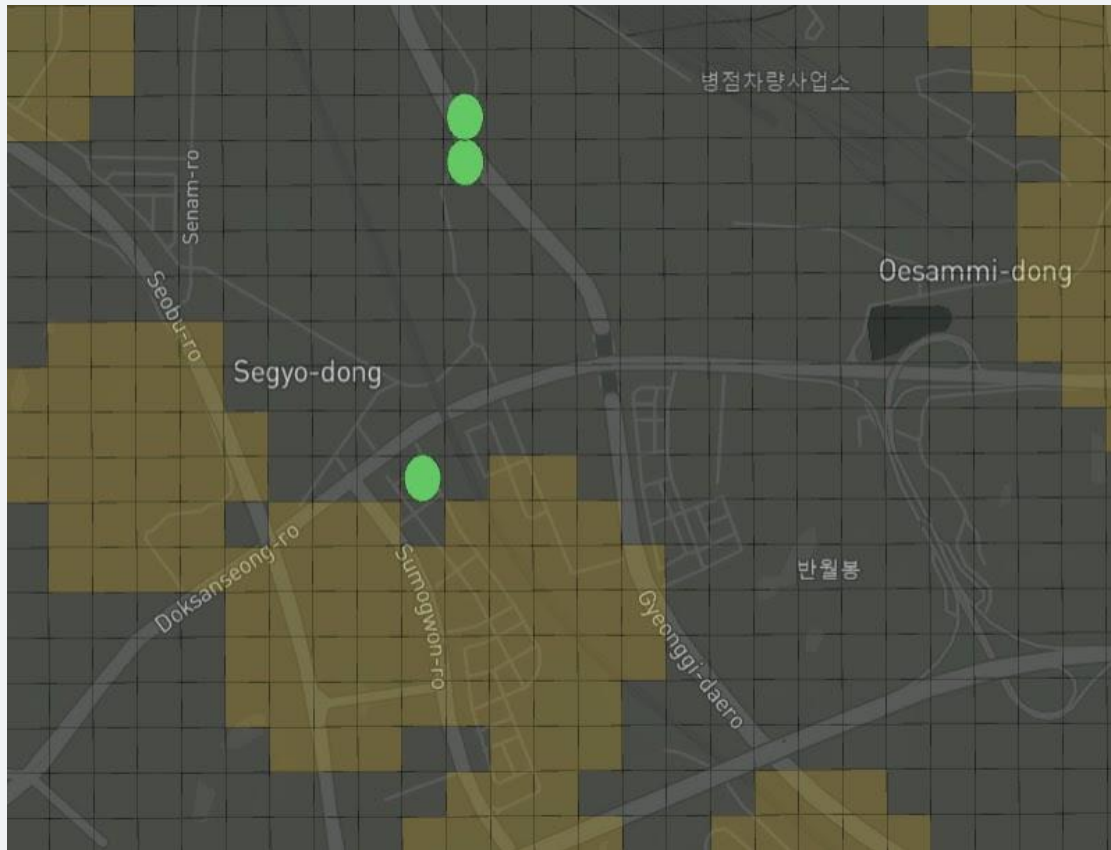 병점차량사업소
Senam-ro
Oesammi-dong
Seobu-ro
Segyo-dong
Doksanseong-ro
Sumogwon-ro
반월봉
Gyeonggi-daero